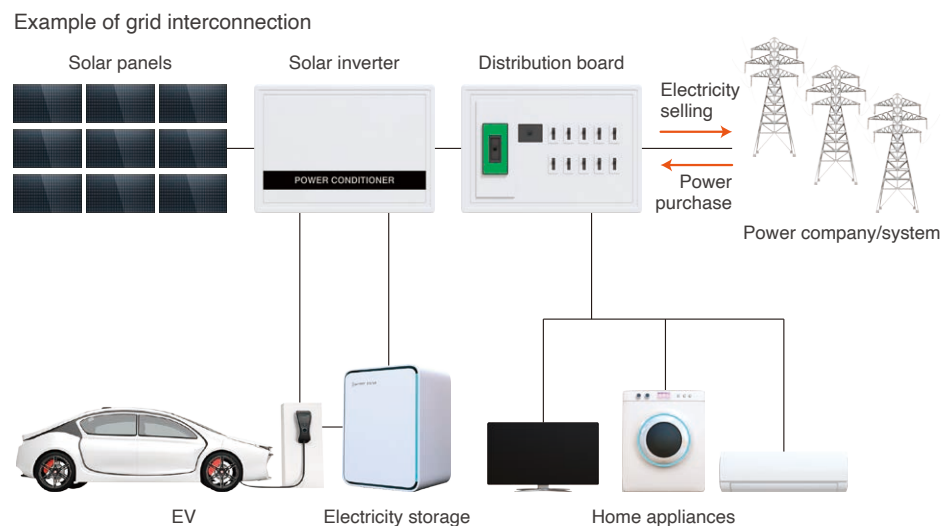 Example of grid interconnection
Solar panels
Solar inverter
Distribution board
Electricity
selling
POWER CONDITIONER
Power
purchase
Power company/system
EV
Electricity storage
Home appliances